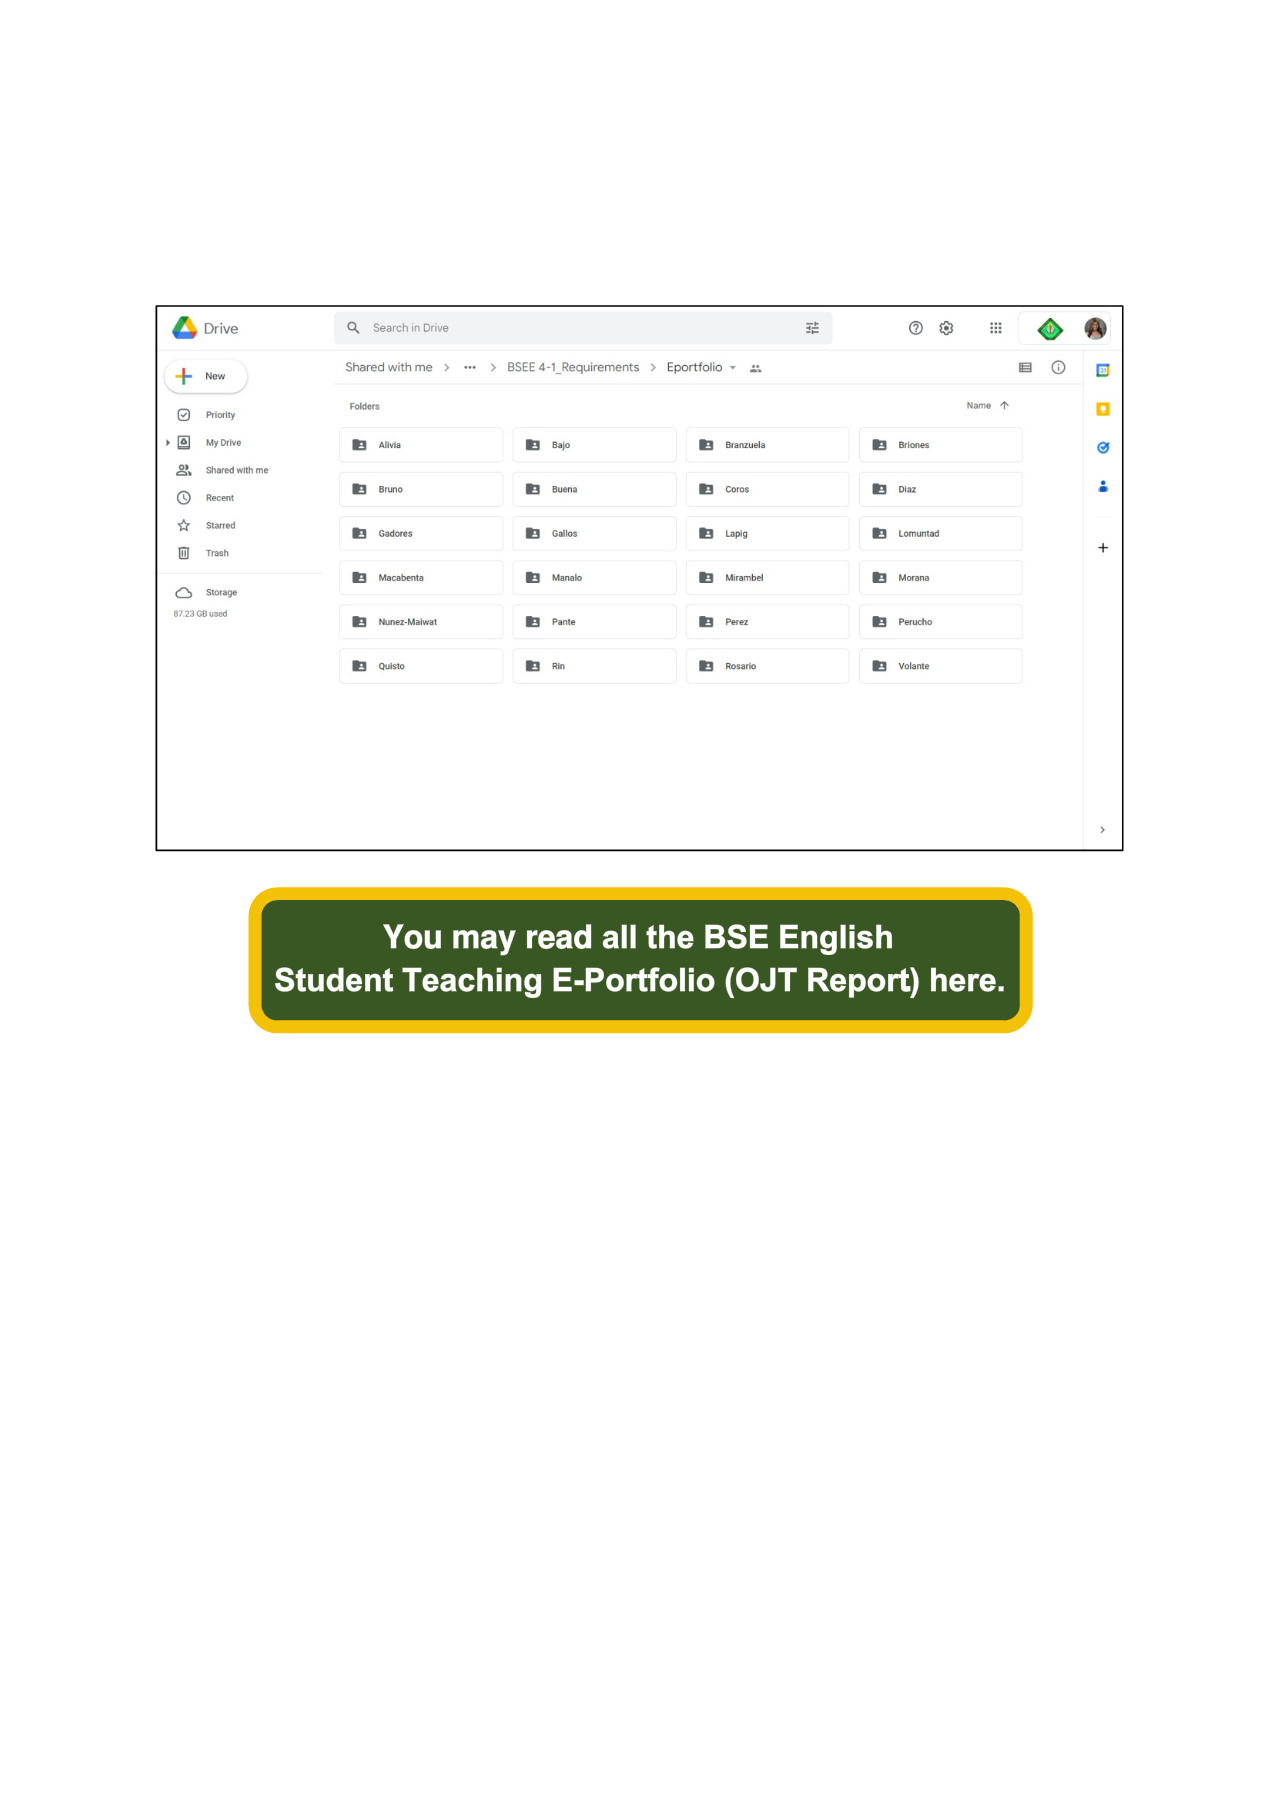 Drive
Search in Drive
New
Priority
My Drive
Shared with me
Recent
Starred
Trash
Storage
87.23 GB used
Shared with me > ••• > BSEE 4-1_Requirements > Eportfolio
Folders
Name
Alivia Bajo Branzuela Briones
Bruno Buena Coros Diaz
Gadores Gallos Lapig Lomuntad
Macabenta Manalo Mirambel Morana
Nunez-Maiwat Pante Perez Perucho
Quisto Rin Rosario Volante
You may read all the BSE English
Student Teaching E-Portfolio (OJT Report) here.